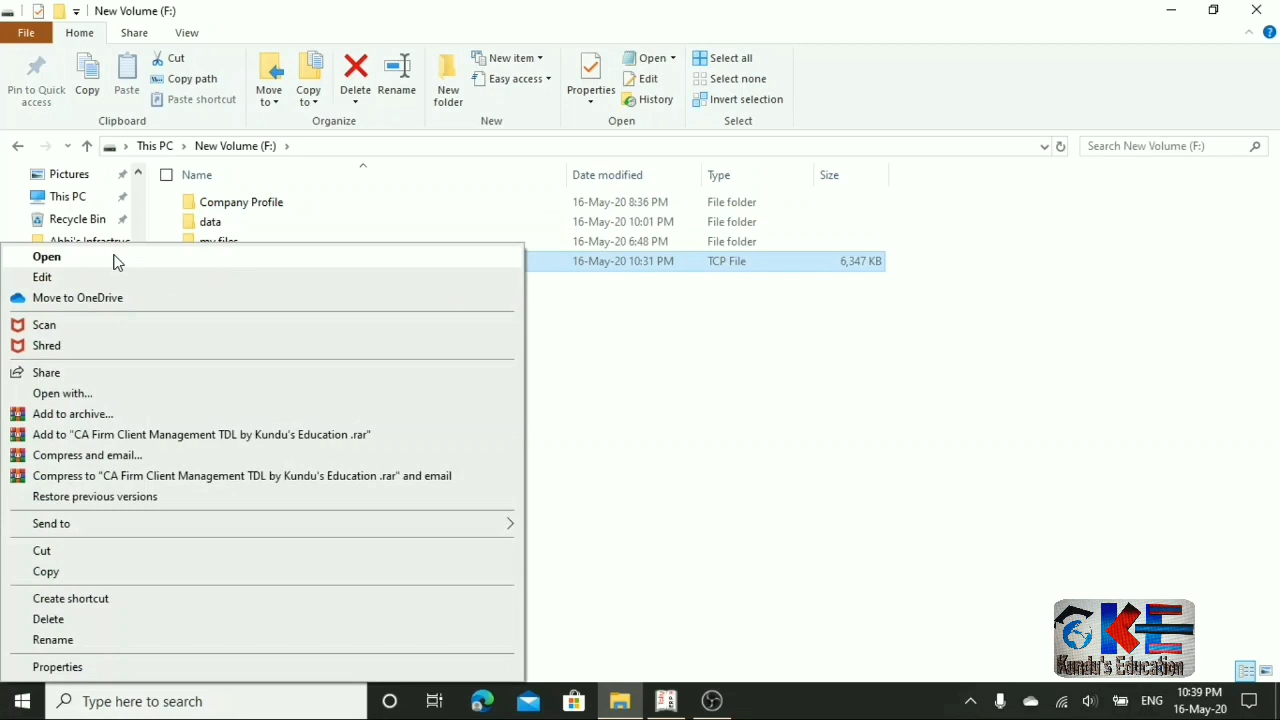 New Volume (F:)
File Home Share View
Pin to Quick access
Copy
Paste
Cut
Copy path
Paste shortcut
Clipboard
Move to
Copy to
Delete
Rename
Organize
New folder
New item
Easy access
New
Properties
Open
Edit
History
Open
Select all
Select none
Invert selection
Select
This PC New Volume (F:)
Search New Volume (F:)
Pictures
This PC
Recycle Bin
Abhi's Infrastruc
Name Date modified Type Size
Company Profile 16-May-20 8:36 PM File folder
data 16-May-20 10:01 PM File folder
my files 16-May-20 6:48 PM File folder
16-May-20 10:31 PM TCP File 6,347 KB
Open
Edit
Move to OneDrive
Scan
Shred
Share
Open with...
Add to archive...
Add to "CA Firm Client Management TDL by Kundu's Education .rar"
Compress and email...
Compress to "CA Firm Client Management TDL by Kundu's Education .rar" and email
Restore previous versions
Send to
Cut
Copy
Create shortcut
Delete
Rename
Properties
KE
Kundu's Education
Type here to search
ENG
10:39 PM
16-May-20